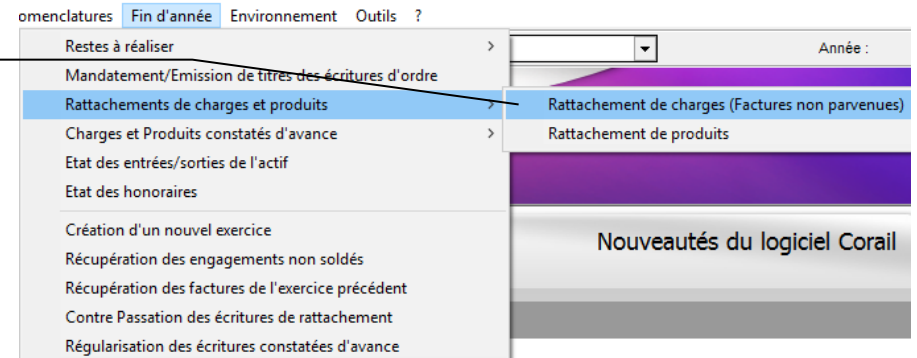 omenclatures Fin d'année Environnement Outils ?
Restes à réaliser
Année :
Mandatement/Emission de titres des écritures d'ordre
Rattachements de charges et produits
Rattachement de charges (Factures non parvenues)
Charges et Produits constatés d'avance
Rattachement de produits
Etat des entrées/sorties de l'actif
Etat des honoraires
Création d'un nouvel exercice
Nouveautés du logiciel Corail
Récupération des engagements non soldés
Récupération des factures de l'exercice précédent
Contre Passation des écritures de rattachement
Régularisation des écritures constatées d'avance